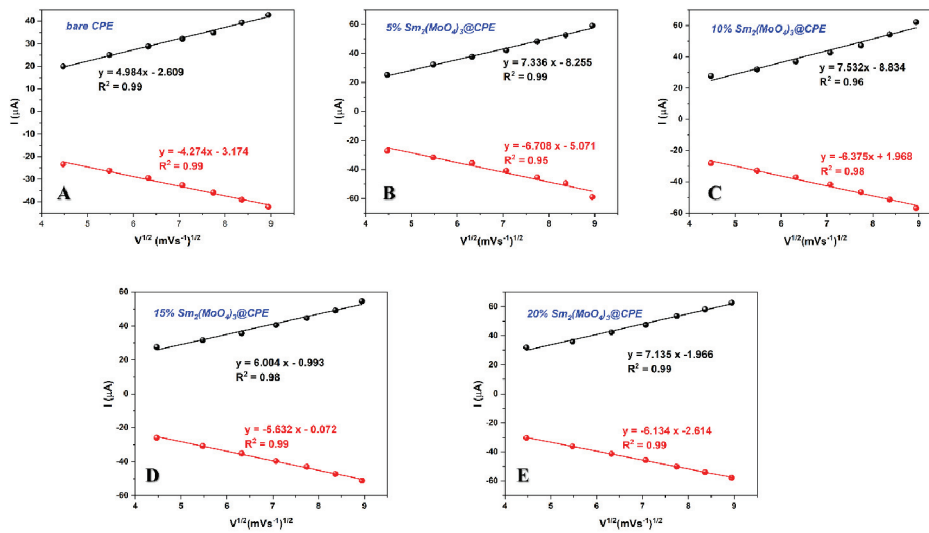 bare CPE
y = 4.984x - 2.609
R² = 0.99
y = -4.274x - 3.174
R² = 0.99
A
I (μA)
40
30
20
10
0
-10
-20
-30
-40
4 5 6 7 8 9
V¹/² (mVs⁻¹)¹/²
5% Sm₂(MoO₄)₃@CPE
y = 7.336x - 8.255
R² = 0.99
y = -6.708x - 5.071
R² = 0.95
B
I (μA)
60
40
20
0
-20
-40
-60
4 5 6 7 8 9
V¹/²(mVs⁻¹)¹/²
10% Sm₂(MoO₄)₃@CPE
y = 7.532x - 8.834
R² = 0.96
y =-6.375x + 1.968
R² = 0.98
C
I (μA)
60
40
20
0
-20
-40
-60
4 5 6 7 8 9
V¹/²(mVs⁻¹)¹/²
15% Sm₂(MoO₄)₃@CPE
y = 6.004 x - 0.993
R² = 0.98
y = -5.632 x - 0.072
R² = 0.99
D
I (μA)
60
40
20
0
-20
-40
-60
4 5 6 7 8 9
V¹/²(mVs⁻¹)¹/²
20% Sm₂(MoO₄)₃@CPE
y = 7.135 x -1.966
R² = 0.99
y = -6.134 x -2.614
R² = 0.99
E
I (μA)
60
40
20
0
-20
-40
-60
-80
4 5 6 7 8 9
V¹/²(mVs⁻¹)¹/²